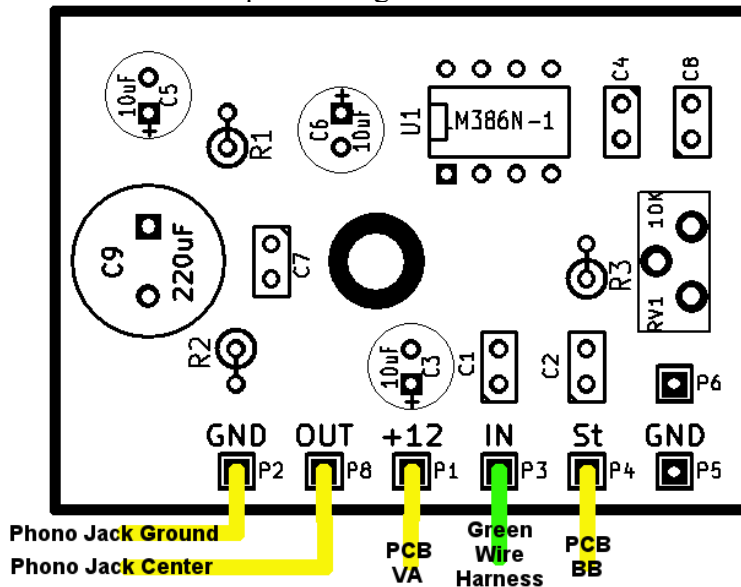 C4
C8
10uF
C5
C6
10uF
U1
LM386N-1
R1
C9
220uF
C7
R3
10K
RV1
R2
10uF
C3
C1
C2
P6
GND OUT +12 IN St GND
P2 P8 P1 P3 P4 P5
Phono Jack Ground
Phono Jack Center
PCB
VA
Green
Wire
Harness
PCB
BB